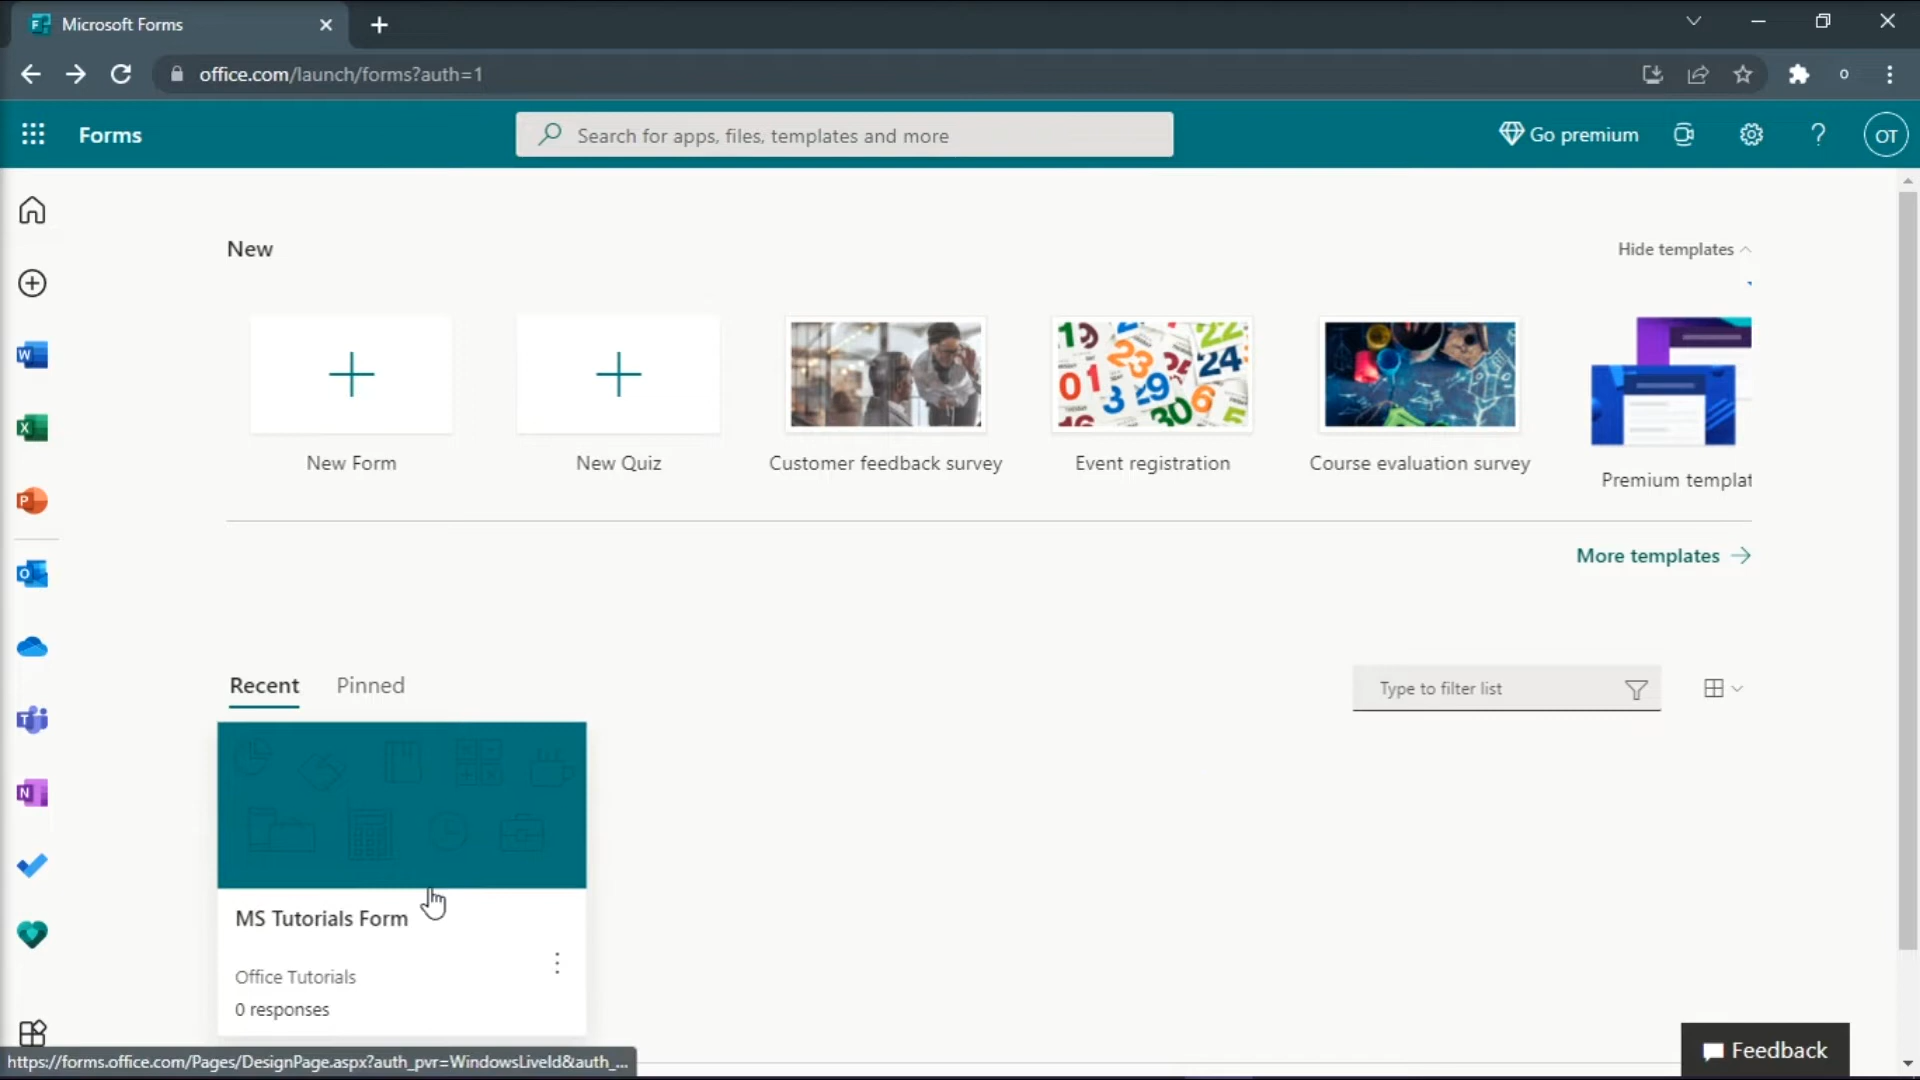 Microsoft Forms
office.com/launch/forms?auth=1
Forms
Search for apps, files, templates and more
Go premium
OT
New
Hide templates
New Form
New Quiz
Customer feedback survey
Event registration
Course evaluation survey
Premium templat
More templates
Recent
Pinned
Type to filter list
MS Tutorials Form
Office Tutorials
0 responses
https://forms.office.com/Pages/DesignPage.aspx?auth_pvr=WindowsLiveId&auth_...
Feedback